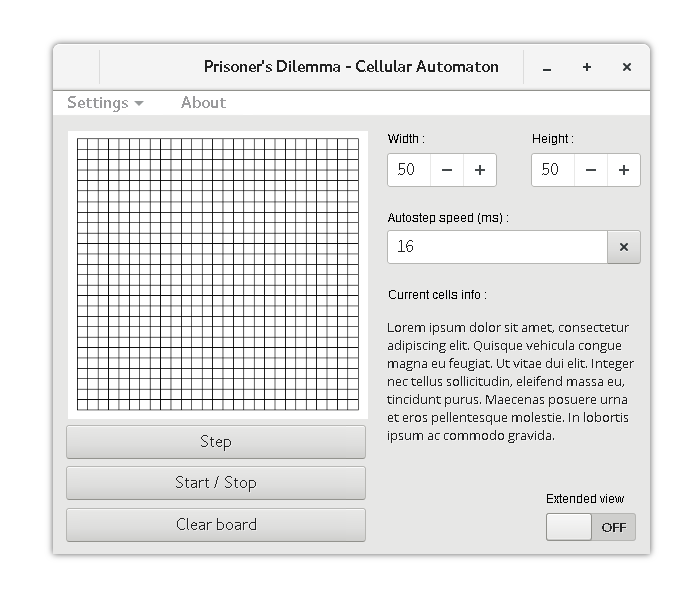 Prisoner's Dilemma - Cellular Automaton
Settings About
Width : Height :
50 − + 50 − +
Autostep speed (ms) :
16
Current cells info :
Lorem ipsum dolor sit amet, consectetur
adipiscing elit. Quisque vehicula congue
magna eu feugiat. Ut vitae dui elit. Integer
nec tellus sollicitudin, eleifend massa eu,
tincidunt purus. Maecenas posuere urna
et eros pellentesque molestie. In lobortis
ipsum ac commodo gravida.
Step
Start / Stop
Clear board
Extended view
OFF